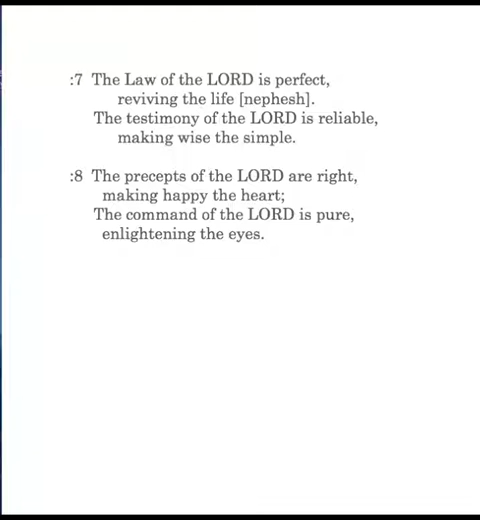 :7 The Law of the LORD is perfect,
reviving the life [nephesh].
The testimony of the LORD is reliable,
making wise the simple.
:8 The precepts of the LORD are right,
making happy the heart;
The command of the LORD is pure,
enlightening the eyes.